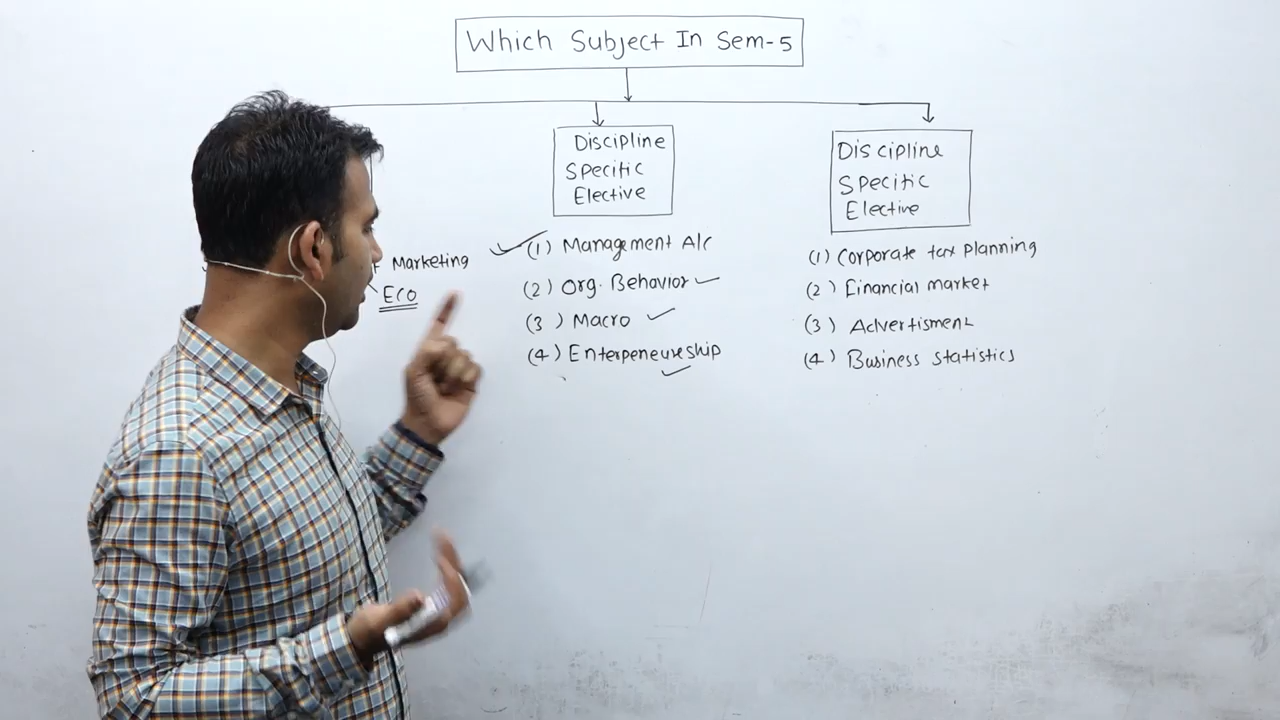 Which Subject In Sem-5
Discipline
Specific
Elective
Marketing
Eco
(1) Management A/c
(2) Org. Behavior
(3) Macro
(4) Enterpeneureship
Discipline
Specific
Elective
(1) Corporate tax planning
(2) Financial market
(3) Advertisment
(4) Business statistics